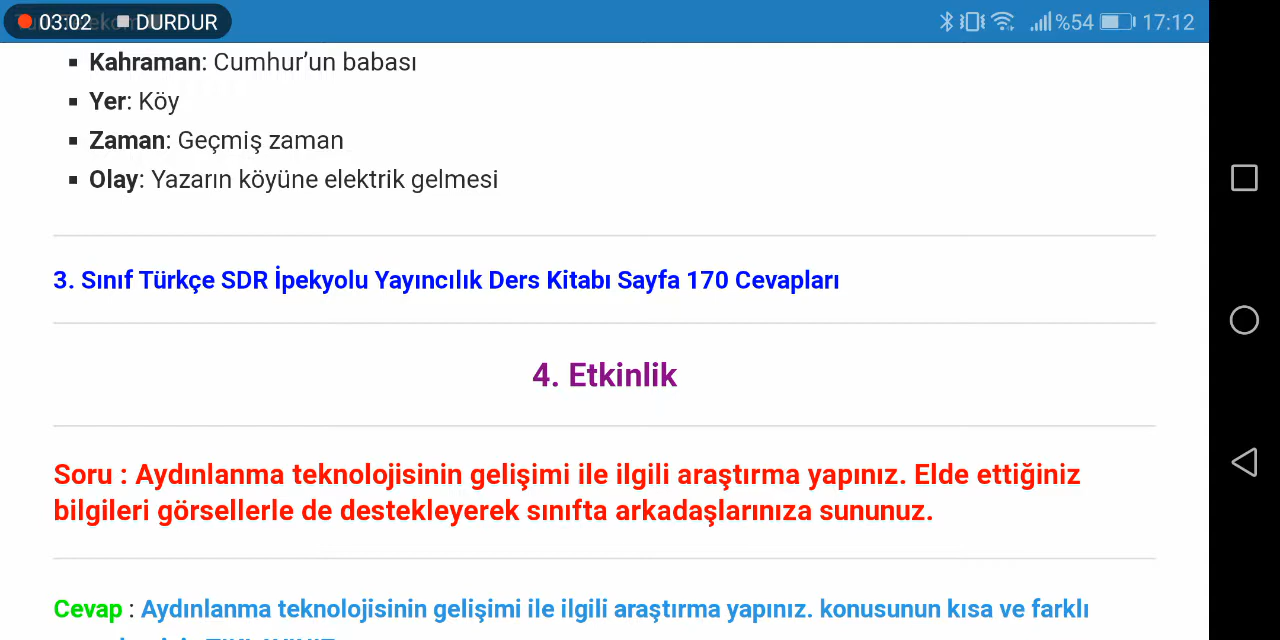 03:02 DURDUR %54 17:12
Kahraman: Cumhur’un babası
Yer: Köy
Zaman: Geçmiş zaman
Olay: Yazarın köyüne elektrik gelmesi
3. Sınıf Türkçe SDR İpekyolu Yayıncılık Ders Kitabı Sayfa 170 Cevapları
4. Etkinlik
Soru : Aydınlanma teknolojisinin gelişimi ile ilgili araştırma yapınız. Elde ettiğiniz
bilgileri görsellerle de destekleyerek sınıfta arkadaşlarınıza sununuz.
Cevap : Aydınlanma teknolojisinin gelişimi ile ilgili araştırma yapınız. konusunun kısa ve farklı